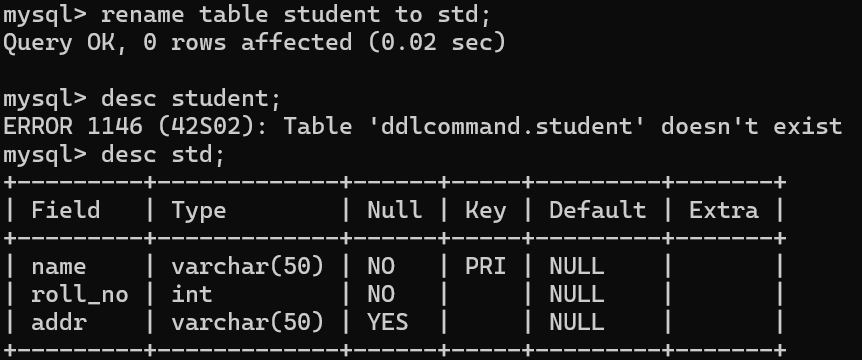 mysql> rename table student to std;
Query OK, 0 rows affected (0.02 sec)
mysql> desc student;
ERROR 1146 (42S02): Table 'ddlcommand.student' doesn't exist
mysql> desc std;
+---------+-------------+------+-----+---------+-------+
| Field   | Type        | Null | Key | Default | Extra |
+---------+-------------+------+-----+---------+-------+
| name    | varchar(50) | NO   | PRI | NULL    |       |
| roll_no | int         | NO   |     | NULL    |       |
| addr    | varchar(50) | YES  |     | NULL    |       |
+---------+-------------+------+-----+---------+-------+